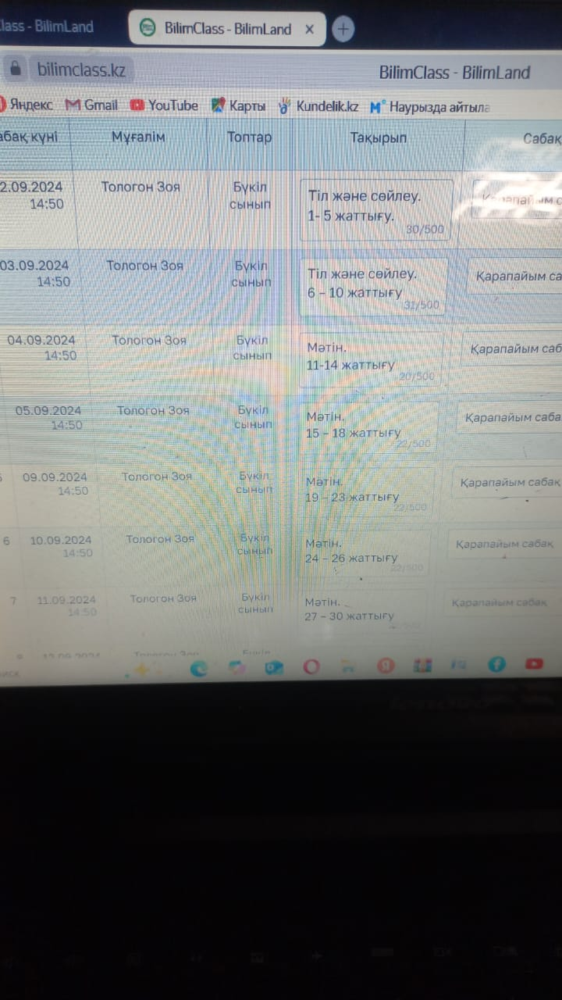 lass - BilimLand
BilimClass - BilimLand
bilimclass.kz
BilimClass - BilimLand
Яндекс Gmail YouTube Карты Kundelik.kz Наурызда айтыла
абақ күні Мұғалім Топтар Тақырып Сабақ
2.09.2024 Тологон Зоя Бүкіл Тіл және сөйлеу.
14:50 сынып 1- 5 жаттығу.
30/500
03.09.2024 Тологон Зоя Бүкіл Тіл және сөйлеу. Қарапайым са
14:50 сынып 6 – 10 жаттығу
31/500
04.09.2024 Тологон Зоя Бүкіл Мәтін. Қарапайым саб
14:50 сынып 11-14 жаттығу
20/500
05.09.2024 Тологон Зоя Бүкіл Мәтін. Қарапайым саба
14:50 сынып 15 – 18 жаттығу
22/500
09.09.2024 Тологон Зоя Бүкіл Мәтін. Қарапайым сабақ
14:50 сынып 19 – 23 жаттығу
22/500
6 10.09.2024 Тологон Зоя Бүкіл Мәтін. Қарапайым сабақ
14:50 сынып 24 – 26 жаттығу
22/500
7 11.09.2024 Тологон Зоя Бүкіл Мәтін. Қарапайым сабақ
14:50 сынып 27 – 30 жаттығу